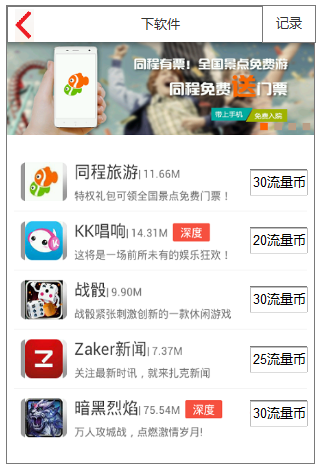 下软件
记录
同程有票！全国景点免费游
同程免费送门票
带上手机 免费入院
同程旅游| 11.66M
特权礼包可领全国景点免费门票！
30流量币
KK唱响| 14.31M 深度
这将是一场前所未有的娱乐狂欢！
20流量币
战骰| 9.90M
战骰紧张刺激创新的一款休闲游戏
30流量币
Zaker新闻| 7.37M
关注最新时讯，就来扎克新闻
25流量币
暗黑烈焰| 75.54M 深度
万人攻城战，点燃激情岁月!
30流量币